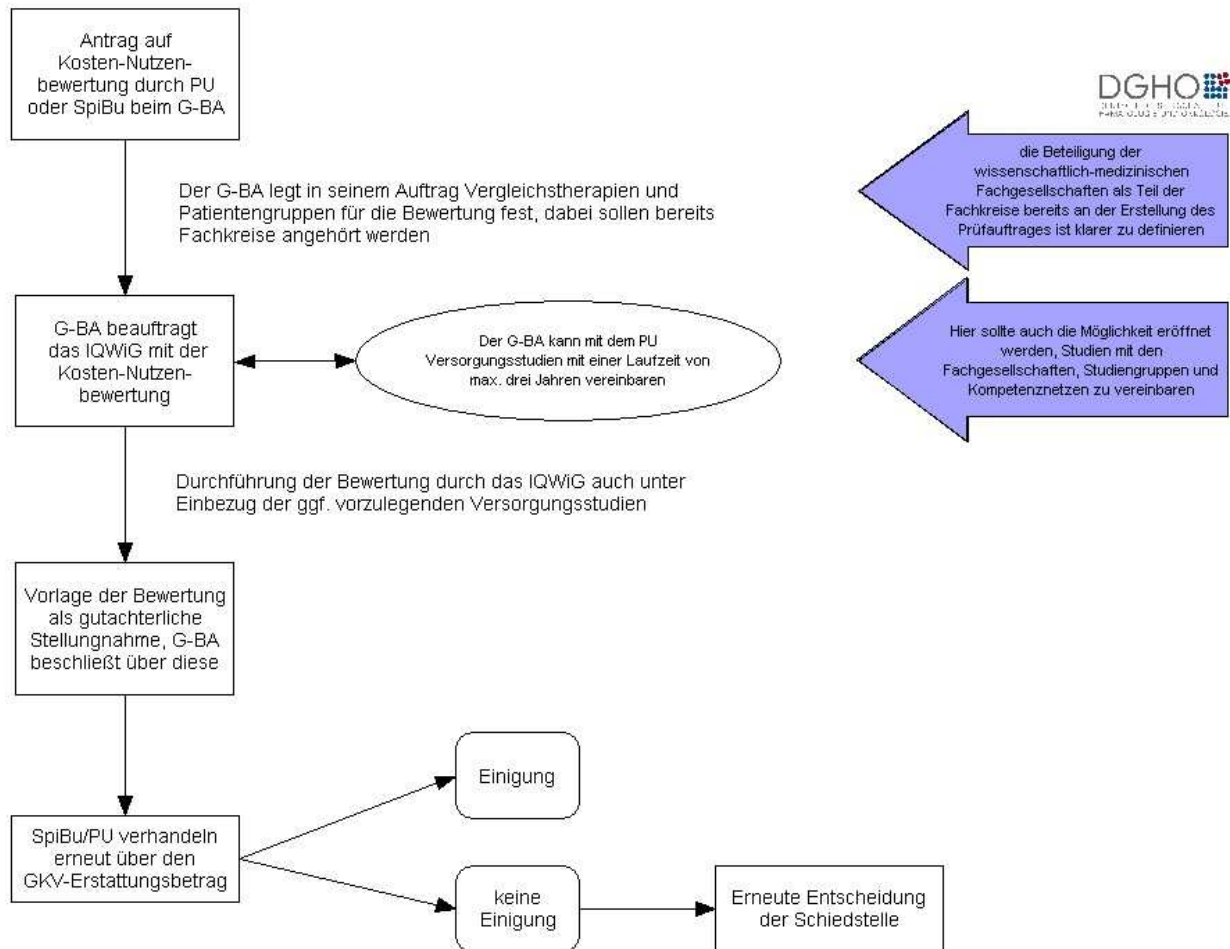 Antrag auf
Kosten-Nutzen-
bewertung durch PU
oder SpiBu beim G-BA
DGHO
die Beteiligung der
wissenschaftlich-medizinischen
Fachgesellschaften als Teil der
Fachkreise bereits an der Erstellung des
Prüfauftrages ist klarer zu definieren
Der G-BA legt in seinem Auftrag Vergleichstherapien und
Patientengruppen für die Bewertung fest, dabei sollen bereits
Fachkreise angehört werden
G-BA beauftragt
das IQWiG mit der
Kosten-Nutzen-
bewertung
Der G-BA kann mit dem PU
Versorgungsstudien mit einer Laufzeit von
max. drei Jahren vereinbaren
Hier sollte auch die Möglichkeit eröffnet
werden, Studien mit den
Fachgesellschaften, Studiengruppen und
Kompetenznetzen zu vereinbaren
Durchführung der Bewertung durch das IQWiG auch unter
Einbezug der ggf. vorzulegenden Versorgungsstudien
Vorlage der Bewertung
als gutachterliche
Stellungnahme, G-BA
beschließt über diese
Einigung
SpiBu/PU verhandeln
erneut über den
GKV-Erstattungsbetrag
keine
Einigung
Erneute Entscheidung
der Schiedstelle